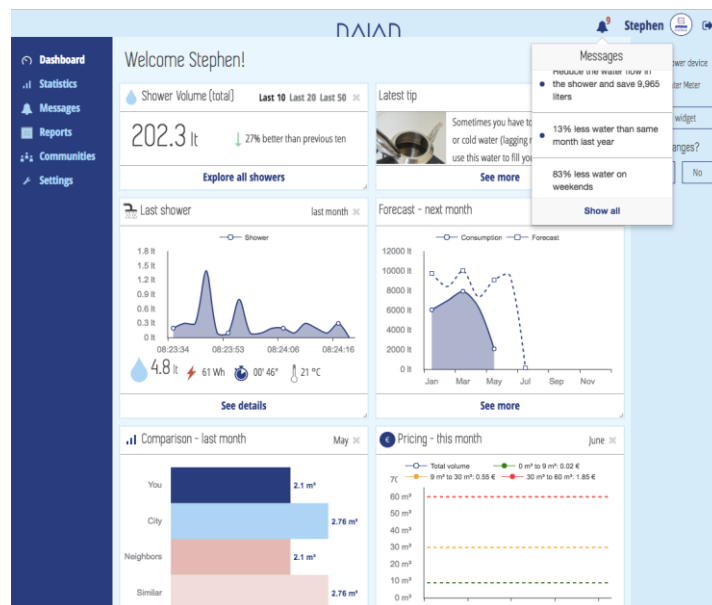 DAIAD
9
Stephen
Dashboard
Statistics
Messages
Reports
Communities
Settings
Welcome Stephen!
Shower Volume (total)
Last 10 Last 20 Last 50
202.3 lt
27% better than previous ten
Explore all showers
Latest tip
Sometimes you have to
or cold water (lagging
use this water to fill you
See more
Messages
Reduce the water flow in
the shower and save 9,965
liters
13% less water than same
month last year
83% less water on
weekends
Show all
ower device
ter Meter
widget
anges?
No
Last shower
last month
Shower
1.8 lt
1.5 lt
1.2 lt
0.9 lt
0.6 lt
0.3 lt
0 lt
08:23:34 08:23:53 08:24:06 08:24:16
4.8 lt 61 Wh 00' 46" 21 °C
See details
Forecast - next month
Consumption Forecast
12000 lt
10000 lt
8000 lt
6000 lt
4000 lt
2000 lt
0 lt
Jan Mar May Jul Sep Nov
See more
Comparison - last month
May
You 2.1 m³
City 2.76 m³
Neighbors 2.1 m³
Similar 2.76 m³
€ Pricing - this month
June
Total volume 0 m³ to 9 m³: 0.02 €
9 m³ to 30 m³: 0.55 € 30 m³ to 60 m³: 1.85 €
60 m³
50 m³
40 m³
30 m³
20 m³
10 m³
0 m³